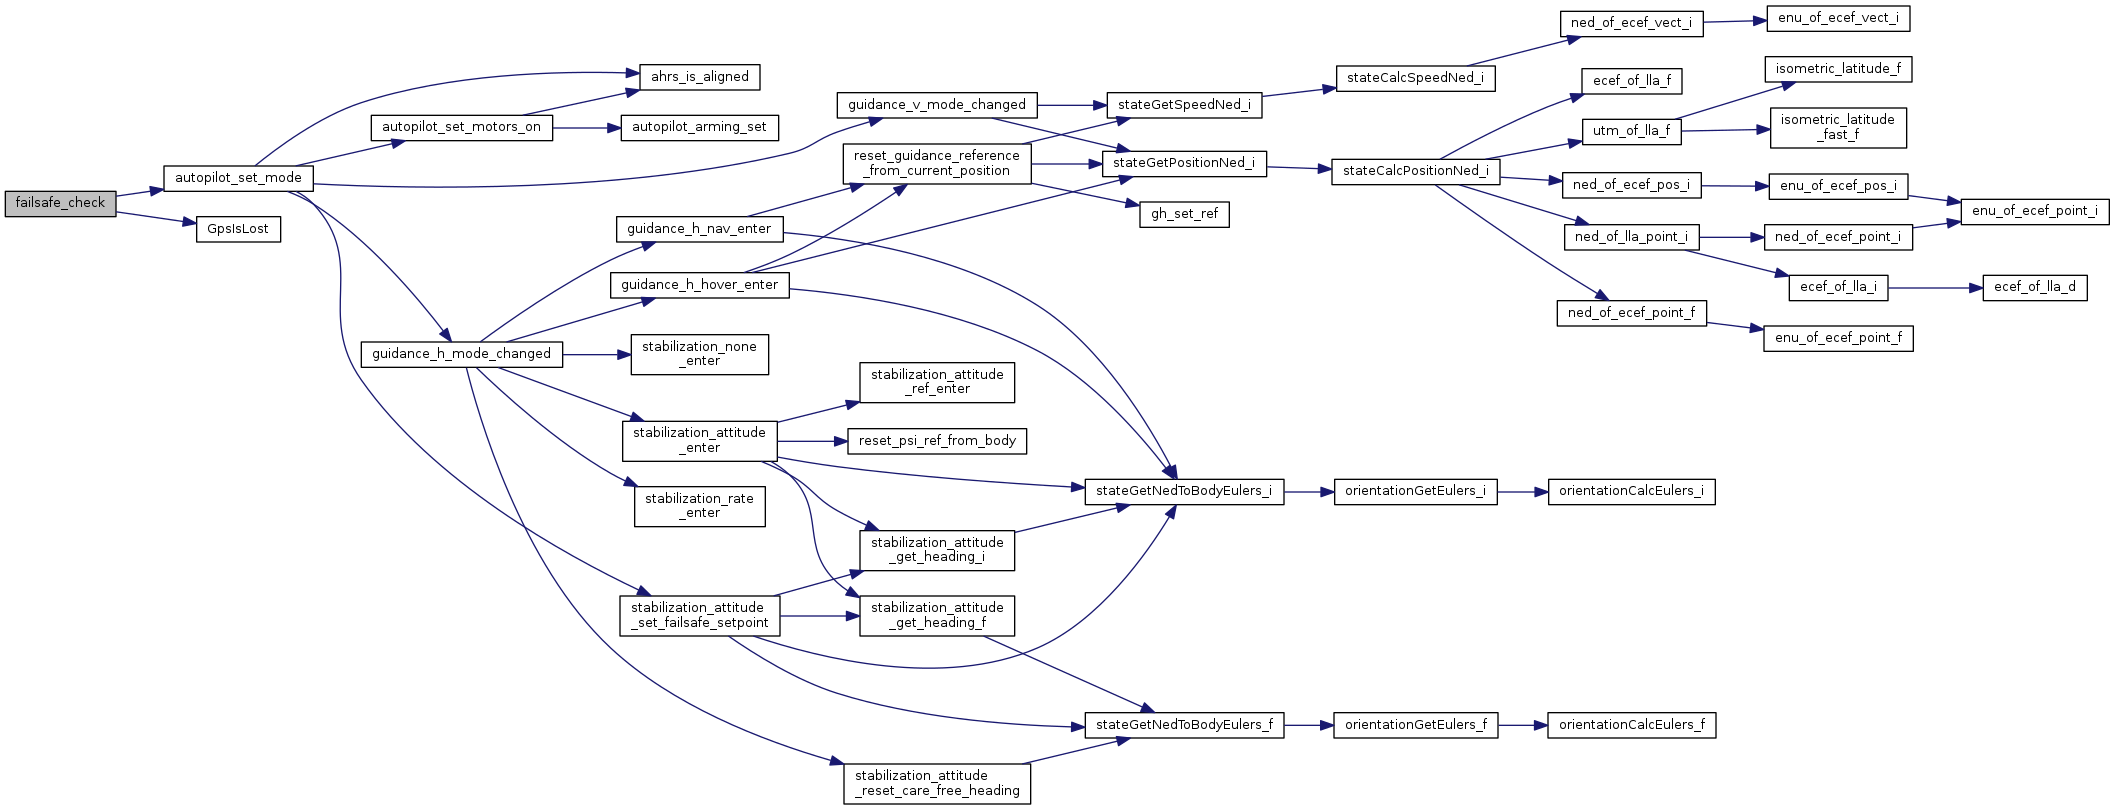 failsafe_check
autopilot_set_mode
GpsIsLost
autopilot_set_motors_on
guidance_h_mode_changed
ahrs_is_aligned
autopilot_arming_set
guidance_h_nav_enter
guidance_h_hover_enter
stabilization_none
_enter
stabilization_attitude
_enter
stabilization_rate
_enter
stabilization_attitude
_set_failsafe_setpoint
guidance_v_mode_changed
reset_guidance_reference
_from_current_position
stabilization_attitude
_ref_enter
reset_psi_ref_from_body
stabilization_attitude
_get_heading_i
stabilization_attitude
_get_heading_f
stabilization_attitude
_reset_care_free_heading
stateGetSpeedNed_i
stateGetPositionNed_i
gh_set_ref
stateGetNedToBodyEulers_i
stateGetNedToBodyEulers_f
stateCalcSpeedNed_i
stateCalcPositionNed_i
orientationGetEulers_i
orientationGetEulers_f
ned_of_ecef_vect_i
ecef_of_lla_f
utm_of_lla_f
ned_of_ecef_pos_i
ned_of_lla_point_i
ned_of_ecef_point_f
orientationCalcEulers_i
orientationCalcEulers_f
enu_of_ecef_vect_i
isometric_latitude_f
isometric_latitude
_fast_f
enu_of_ecef_pos_i
ned_of_ecef_point_i
ecef_of_lla_i
enu_of_ecef_point_f
enu_of_ecef_point_i
ecef_of_lla_d